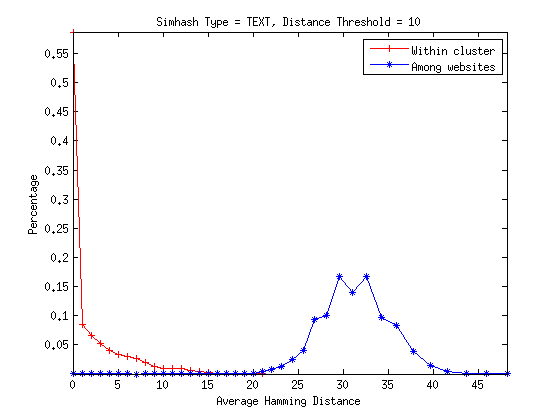 Simhash Type = TEXT, Distance Threshold = 10
Within cluster
Among websites
0.55
0.5
0.45
0.4
0.35
0.3
0.25
0.2
0.15
0.1
0.05
Percentage
0 5 10 15 20 25 30 35 40 45
Average Hamming Distance